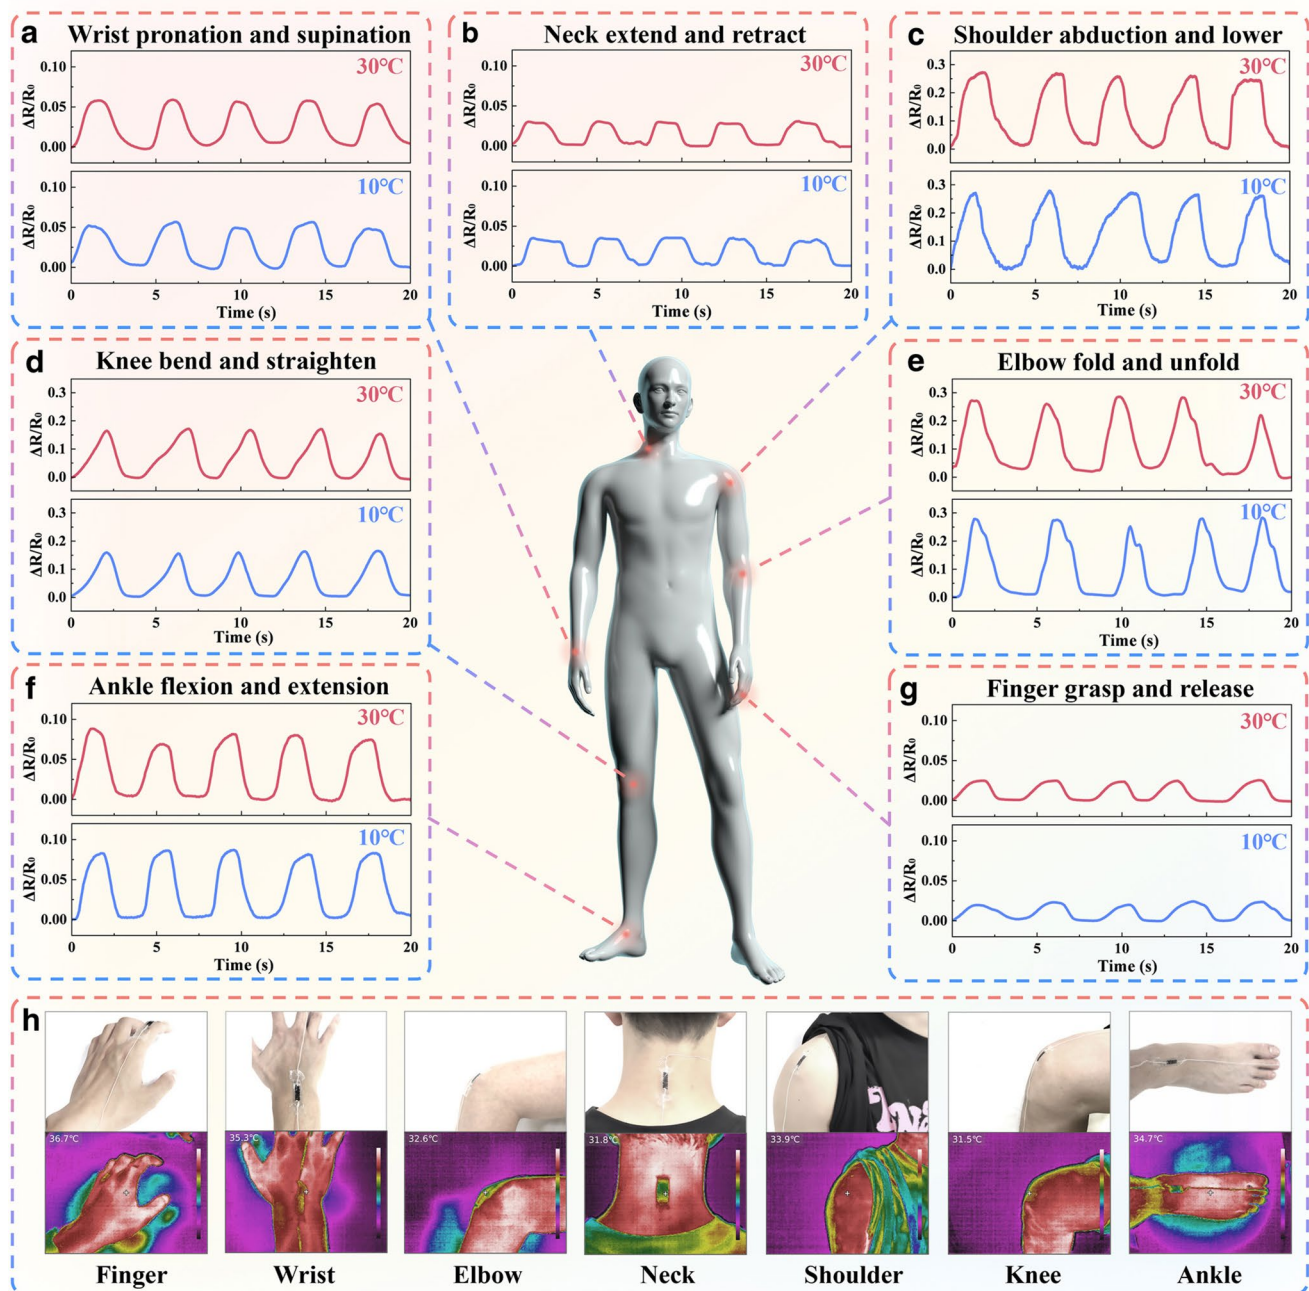 a Wrist pronation and supination
30°C
ΔR/R₀
0.10
0.05
0.00
10°C
ΔR/R₀
0.10
0.05
0.00
0 5 10 15 20
Time (s)
b Neck extend and retract
30°C
ΔR/R₀
0.10
0.05
0.00
10°C
ΔR/R₀
0.10
0.05
0.00
0 5 10 15 20
Time (s)
c Shoulder abduction and lower
30°C
ΔR/R₀
0.3
0.2
0.1
0.0
10°C
ΔR/R₀
0.3
0.2
0.1
0.0
0 5 10 15 20
Time (s)
d Knee bend and straighten
30°C
ΔR/R₀
0.3
0.2
0.1
0.0
10°C
ΔR/R₀
0.3
0.2
0.1
0.0
0 5 10 15 20
Time (s)
e Elbow fold and unfold
30°C
ΔR/R₀
0.3
0.2
0.1
0.0
10°C
ΔR/R₀
0.3
0.2
0.1
0.0
0 5 10 15 20
Time (s)
f Ankle flexion and extension
30°C
ΔR/R₀
0.10
0.05
0.00
10°C
ΔR/R₀
0.10
0.05
0.00
0 5 10 15 20
Time (s)
g Finger grasp and release
30°C
ΔR/R₀
0.10
0.05
0.00
10°C
ΔR/R₀
0.10
0.05
0.00
0 5 10 15 20
Time (s)
h
36.7°C 35.3°C 32.6°C 31.8°C 33.9°C 31.5°C 34.7°C
Finger Wrist Elbow Neck Shoulder Knee Ankle